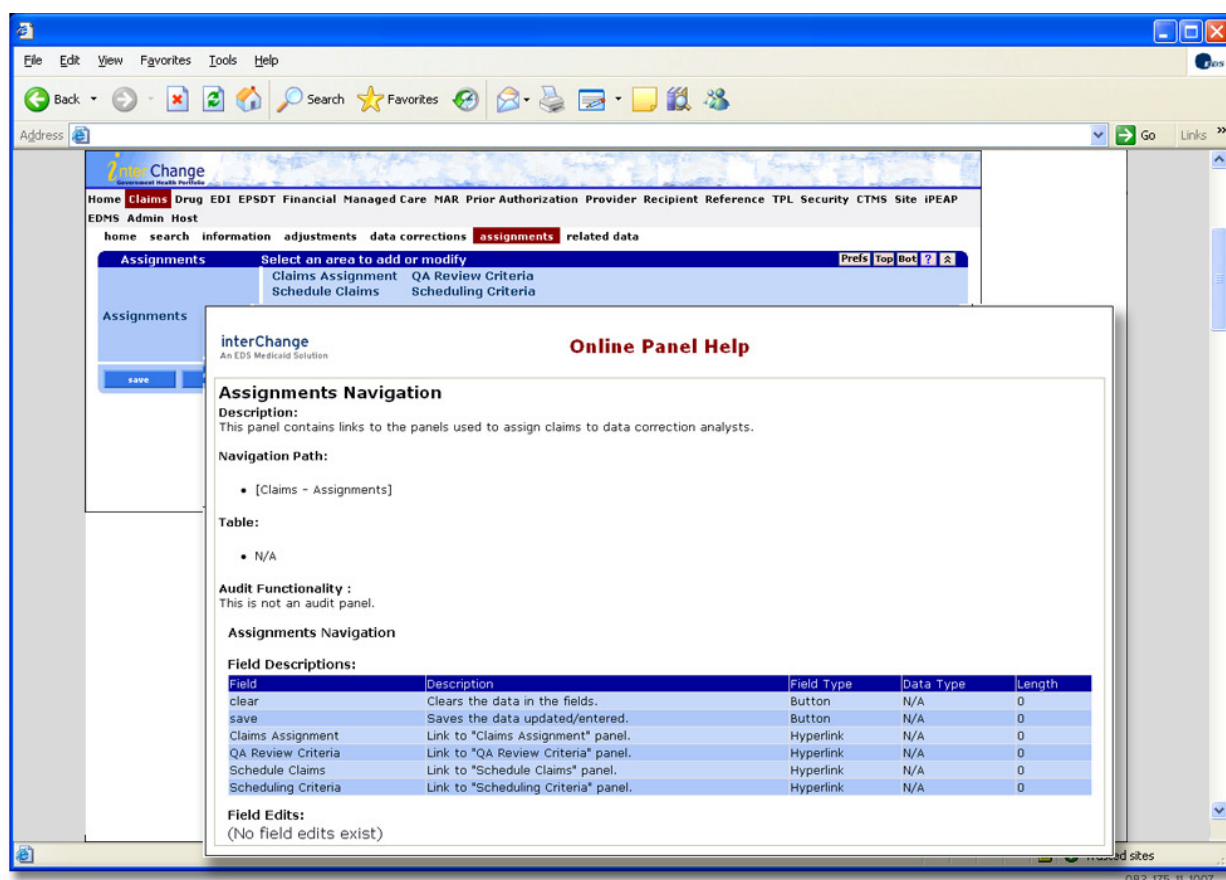 File Edit View Favorites Tools Help
EDS
Back Search Favorites
Address Go Links »
interChange
Government Health Portfolio
Home Claims Drug EDI EPSDT Financial Managed Care MAR Prior Authorization Provider Recipient Reference TPL Security CTMS Site iPEAP
EDMS Admin Host
home search information adjustments data corrections assignments related data
Assignments Select an area to add or modify Prefs Top Bot ?
Claims Assignment QA Review Criteria
Schedule Claims Scheduling Criteria
Assignments
save
interChange
An EDS Medicaid Solution
Online Panel Help
Assignments Navigation
Description:
This panel contains links to the panels used to assign claims to data correction analysts.
Navigation Path:
• [Claims - Assignments]
Table:
• N/A
Audit Functionality :
This is not an audit panel.
Assignments Navigation
Field Descriptions:
Field Description Field Type Data Type Length
clear Clears the data in the fields. Button N/A 0
save Saves the data updated/entered. Button N/A 0
Claims Assignment Link to "Claims Assignment" panel. Hyperlink N/A 0
QA Review Criteria Link to "QA Review Criteria" panel. Hyperlink N/A 0
Schedule Claims Link to "Schedule Claims" panel. Hyperlink N/A 0
Scheduling Criteria Link to "Scheduling Criteria" panel. Hyperlink N/A 0
Field Edits:
(No field edits exist)
Trusted sites
083-175-11-1007